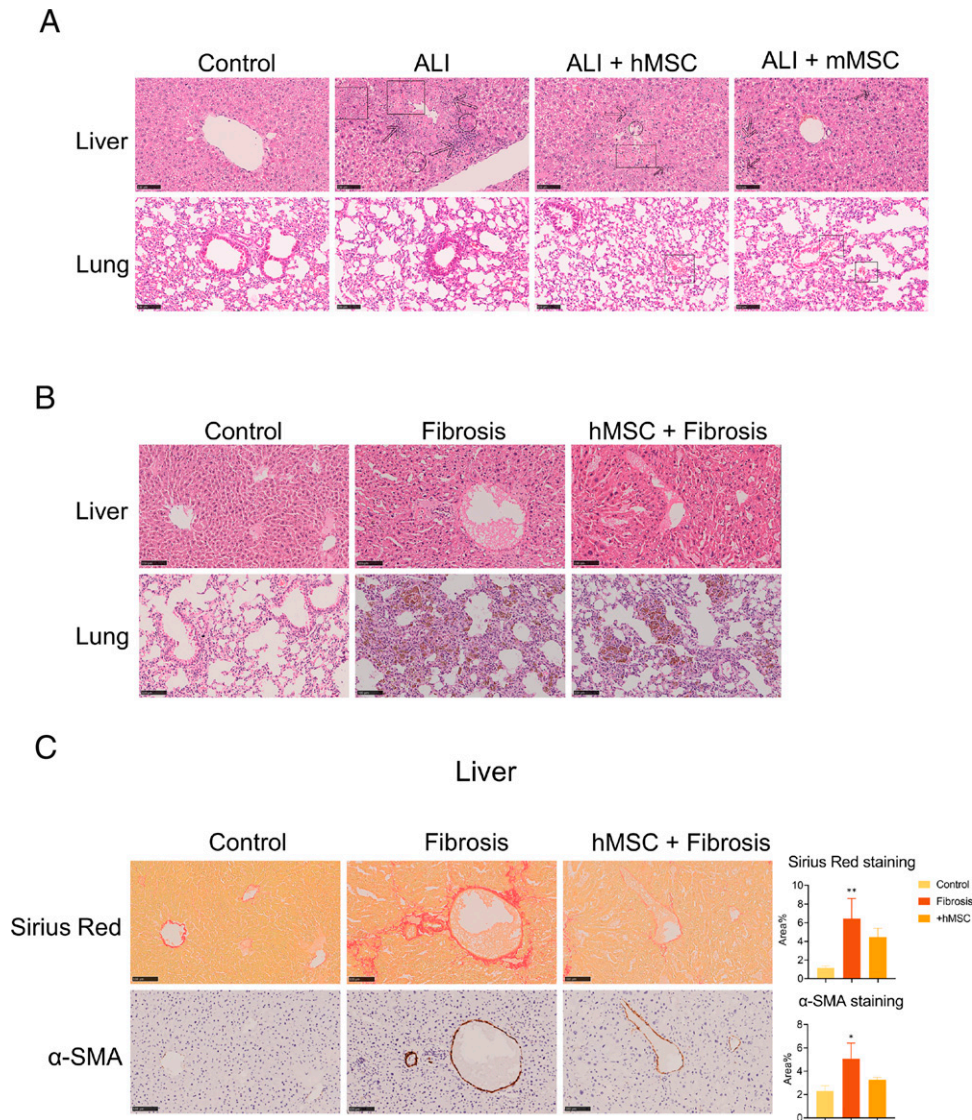 A
Control ALI ALI + hMSC ALI + mMSC
Liver
Lung
B
Control Fibrosis hMSC + Fibrosis
Liver
Lung
C
Liver
Control Fibrosis hMSC + Fibrosis
Sirius Red
α-SMA
Sirius Red staining
Area%
10
8
6
4
2
0
**
Control
Fibrosis
+hMSC
α-SMA staining
Area%
8
6
4
2
0
*